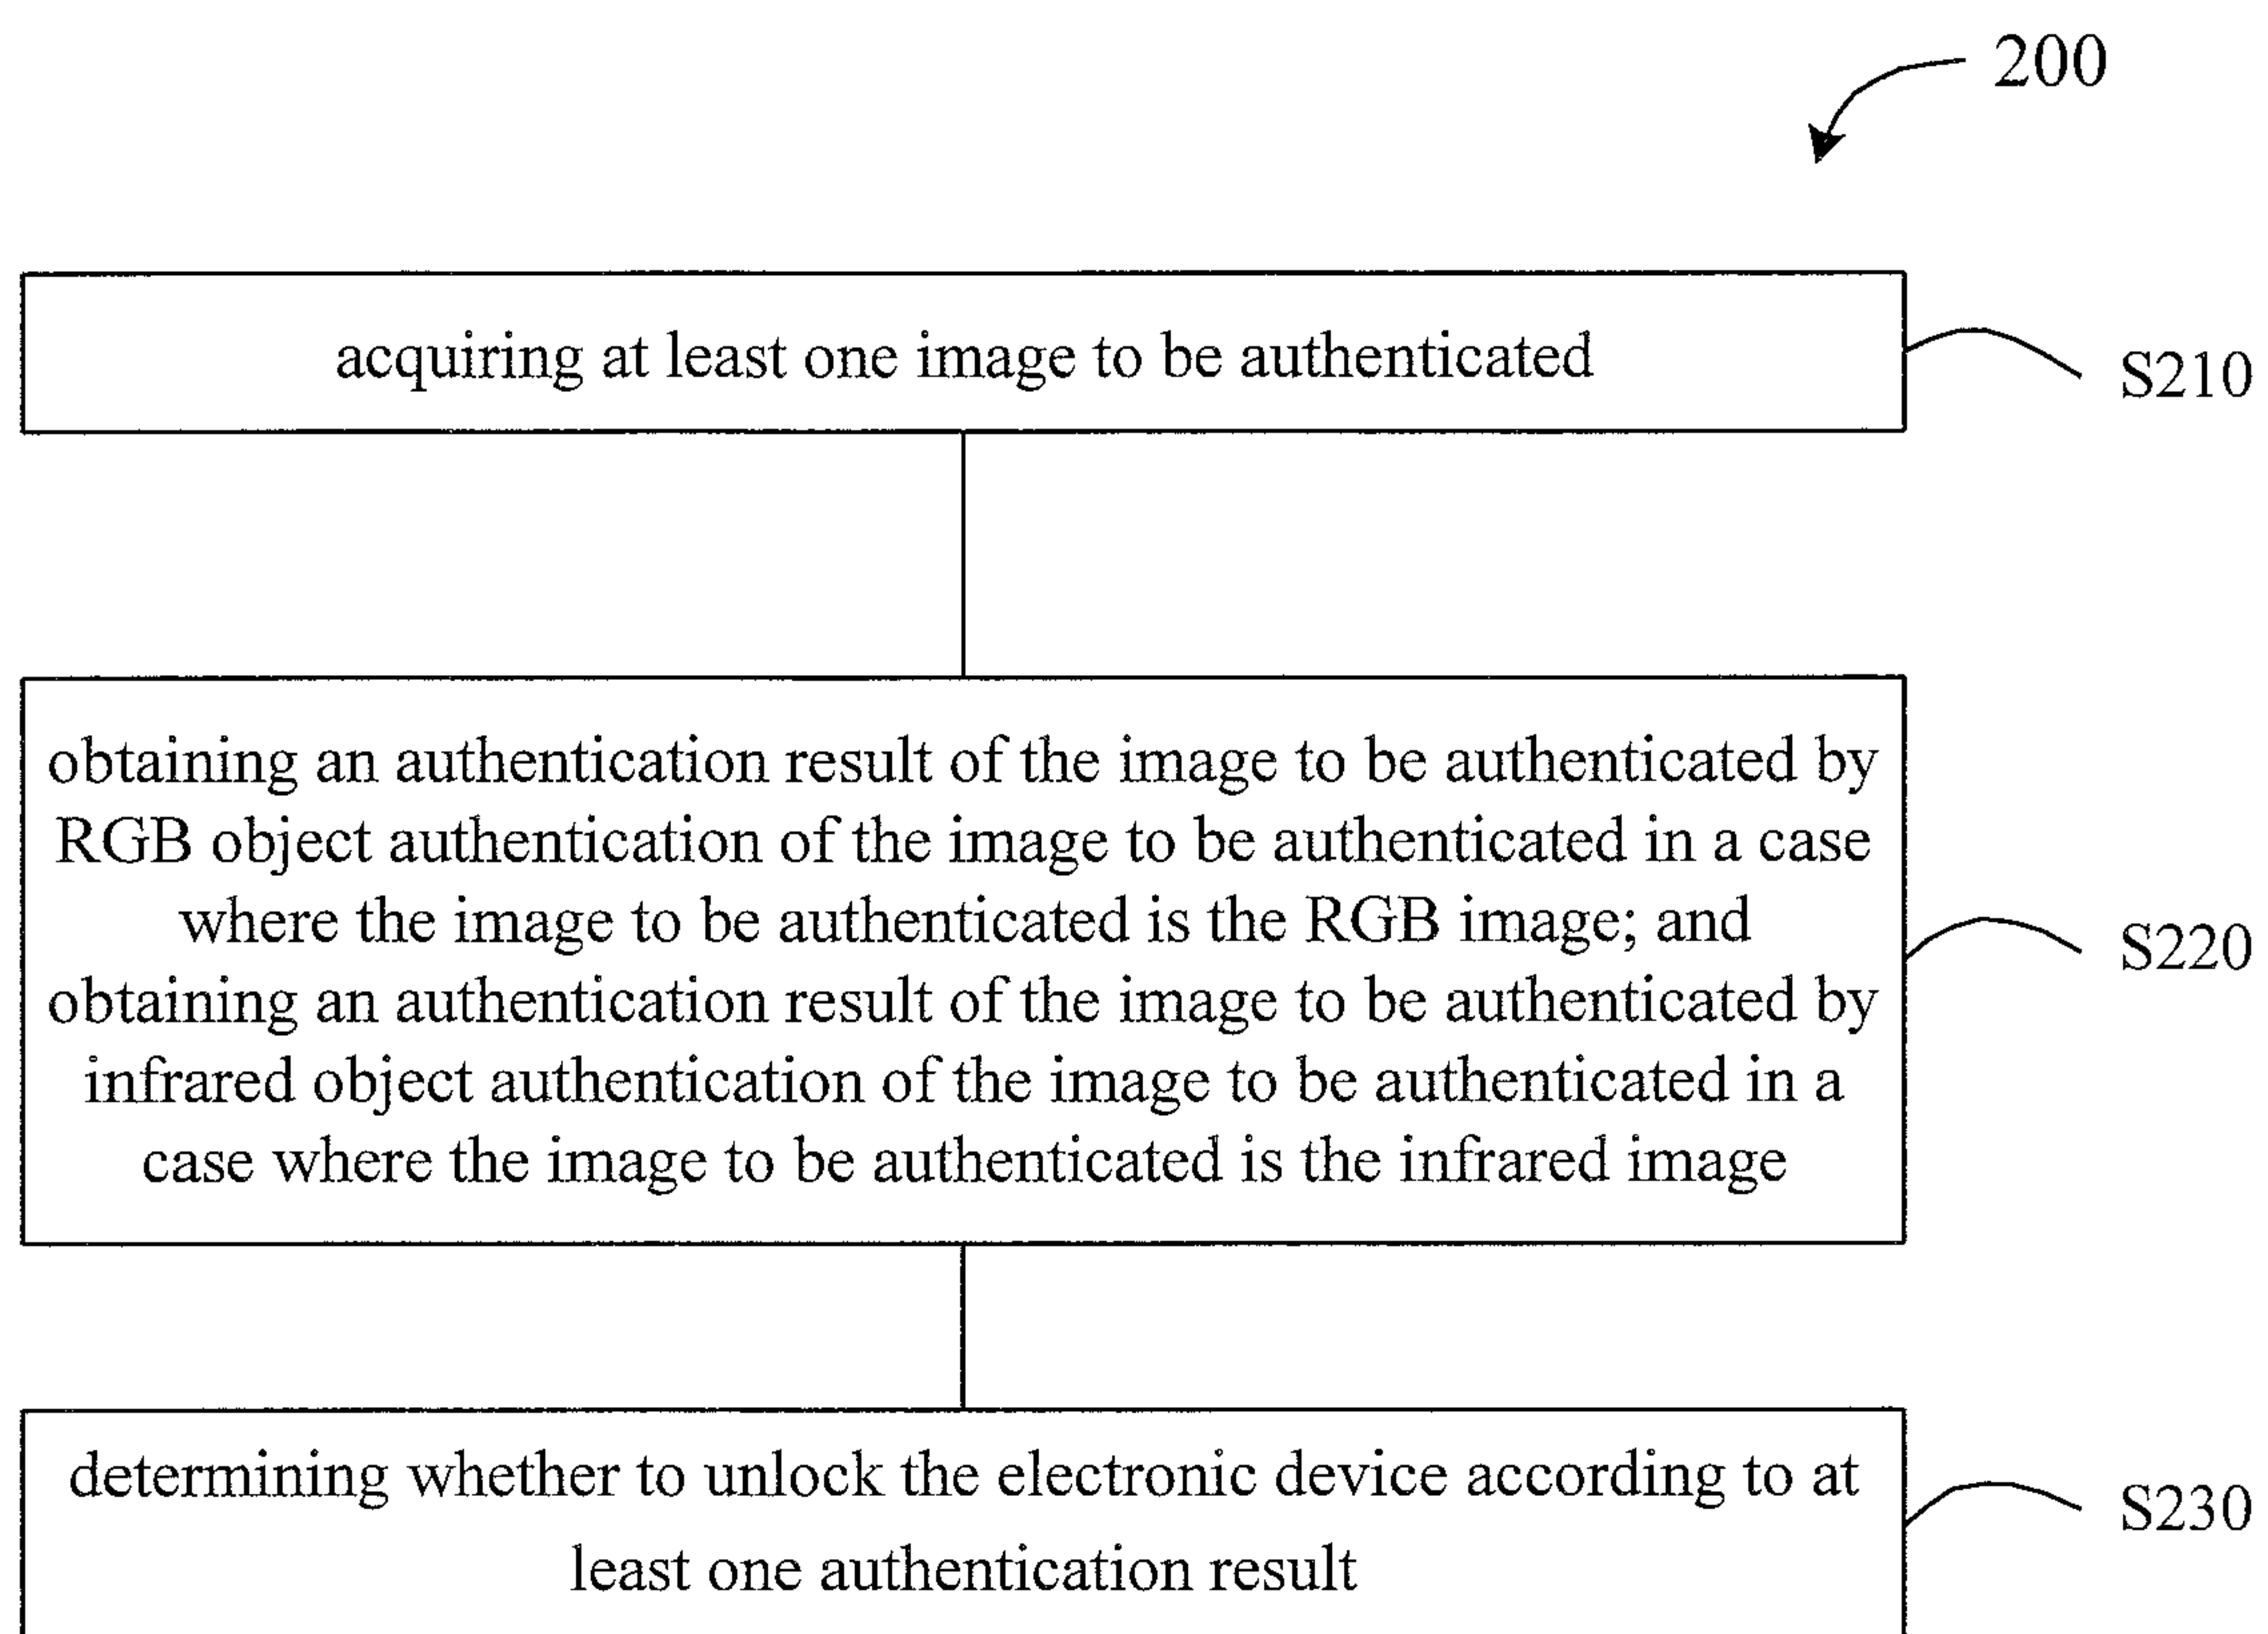 200
acquiring at least one image to be authenticated
S210
obtaining an authentication result of the image to be authenticated by
RGB object authentication of the image to be authenticated in a case
where the image to be authenticated is the RGB image; and
obtaining an authentication result of the image to be authenticated by
infrared object authentication of the image to be authenticated in a
case where the image to be authenticated is the infrared image
S220
determining whether to unlock the electronic device according to at
least one authentication result
S230